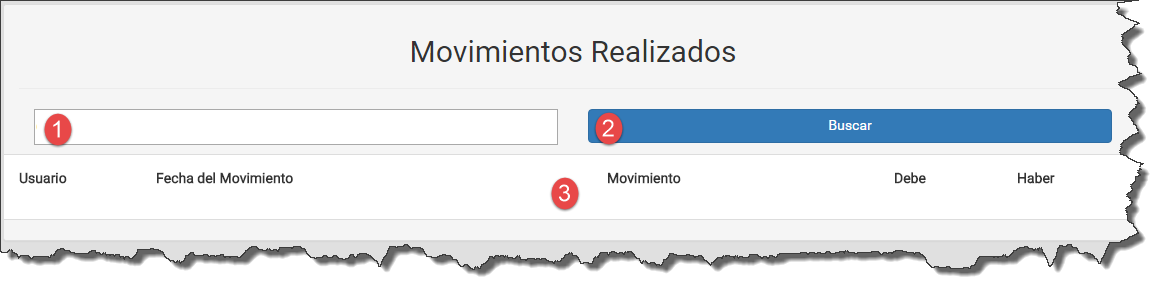 Movimientos Realizados
1 2 Buscar
Usuario Fecha del Movimiento 3 Movimiento Debe Haber